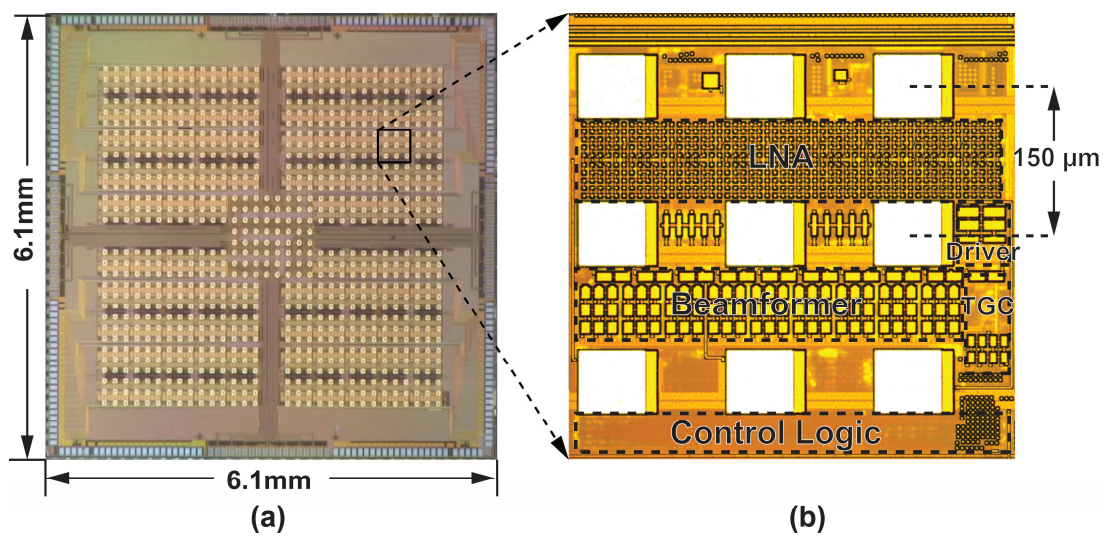 6.1mm
6.1mm
(a)
LNA
150 μm
Driver
Beamformer
TGC
Control Logic
(b)